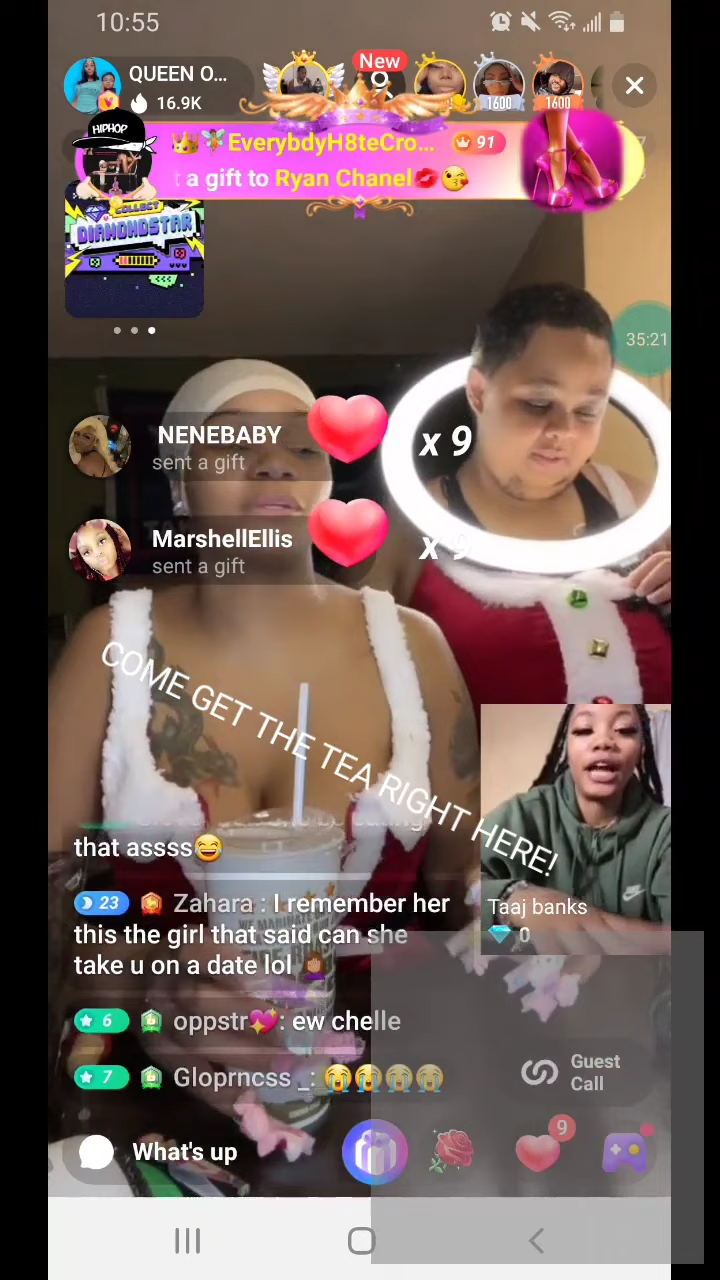 10:55
QUEEN O...
16.9K
New
1600
1600
HIPHOP
EverybdyH8teCro...
91
t a gift to Ryan Chanel💋😘
COLLECT
DIAMONDSTAR
35:21
NENEBABY
sent a gift
x 9
MarshellEllis
sent a gift
x 9
COME GET THE TEA RIGHT HERE!
that assss😂
23 Zahara : I remember her
this the girl that said can she
take u on a date lol 🤦🏽‍♀️
Taaj banks
0
6 oppstr💖: ew chelle
7 Gloprncss _: 😭😭😭😭
Guest
Call
What's up
9